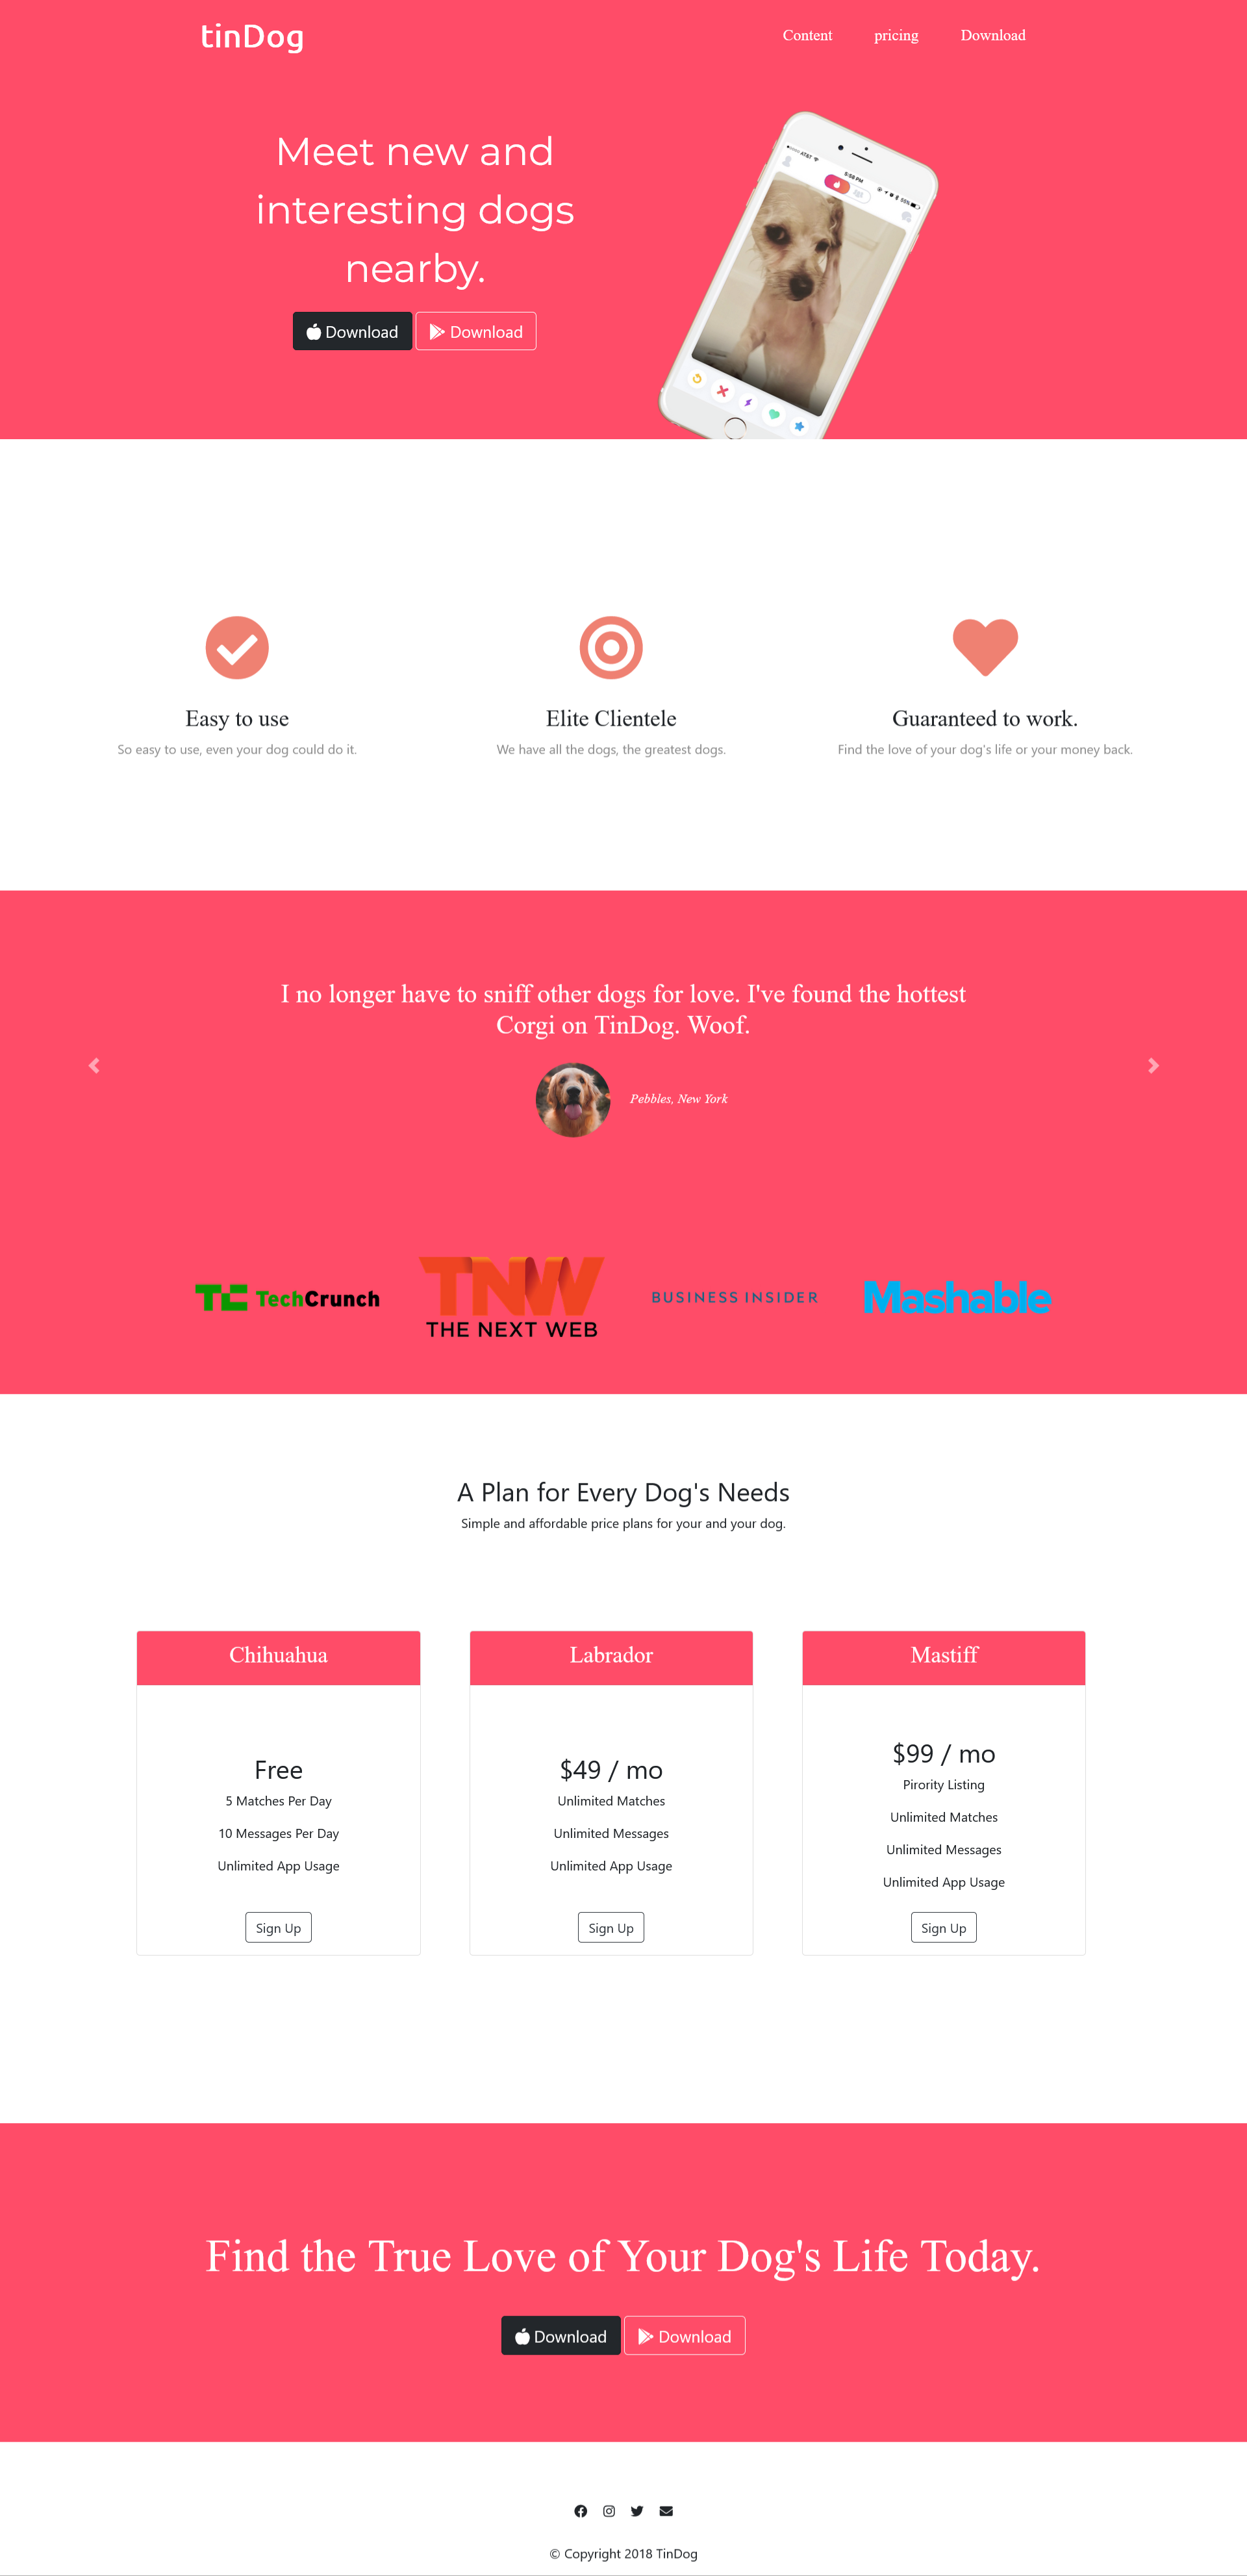 tinDog
Content pricing Download
Meet new and
interesting dogs
nearby.
Download Download
AT&T 5:58 PM 55%
Easy to use
So easy to use, even your dog could do it.
Elite Clientele
We have all the dogs, the greatest dogs.
Guaranteed to work.
Find the love of your dog's life or your money back.
I no longer have to sniff other dogs for love. I've found the hottest
Corgi on TinDog. Woof.
Pebbles, New York
TC TechCrunch
TNW
THE NEXT WEB
BUSINESS INSIDER
Mashable
A Plan for Every Dog's Needs
Simple and affordable price plans for your and your dog.
Chihuahua
Free
5 Matches Per Day
10 Messages Per Day
Unlimited App Usage
Sign Up
Labrador
$49 / mo
Unlimited Matches
Unlimited Messages
Unlimited App Usage
Sign Up
Mastiff
$99 / mo
Pirority Listing
Unlimited Matches
Unlimited Messages
Unlimited App Usage
Sign Up
Find the True Love of Your Dog's Life Today.
Download Download
© Copyright 2018 TinDog